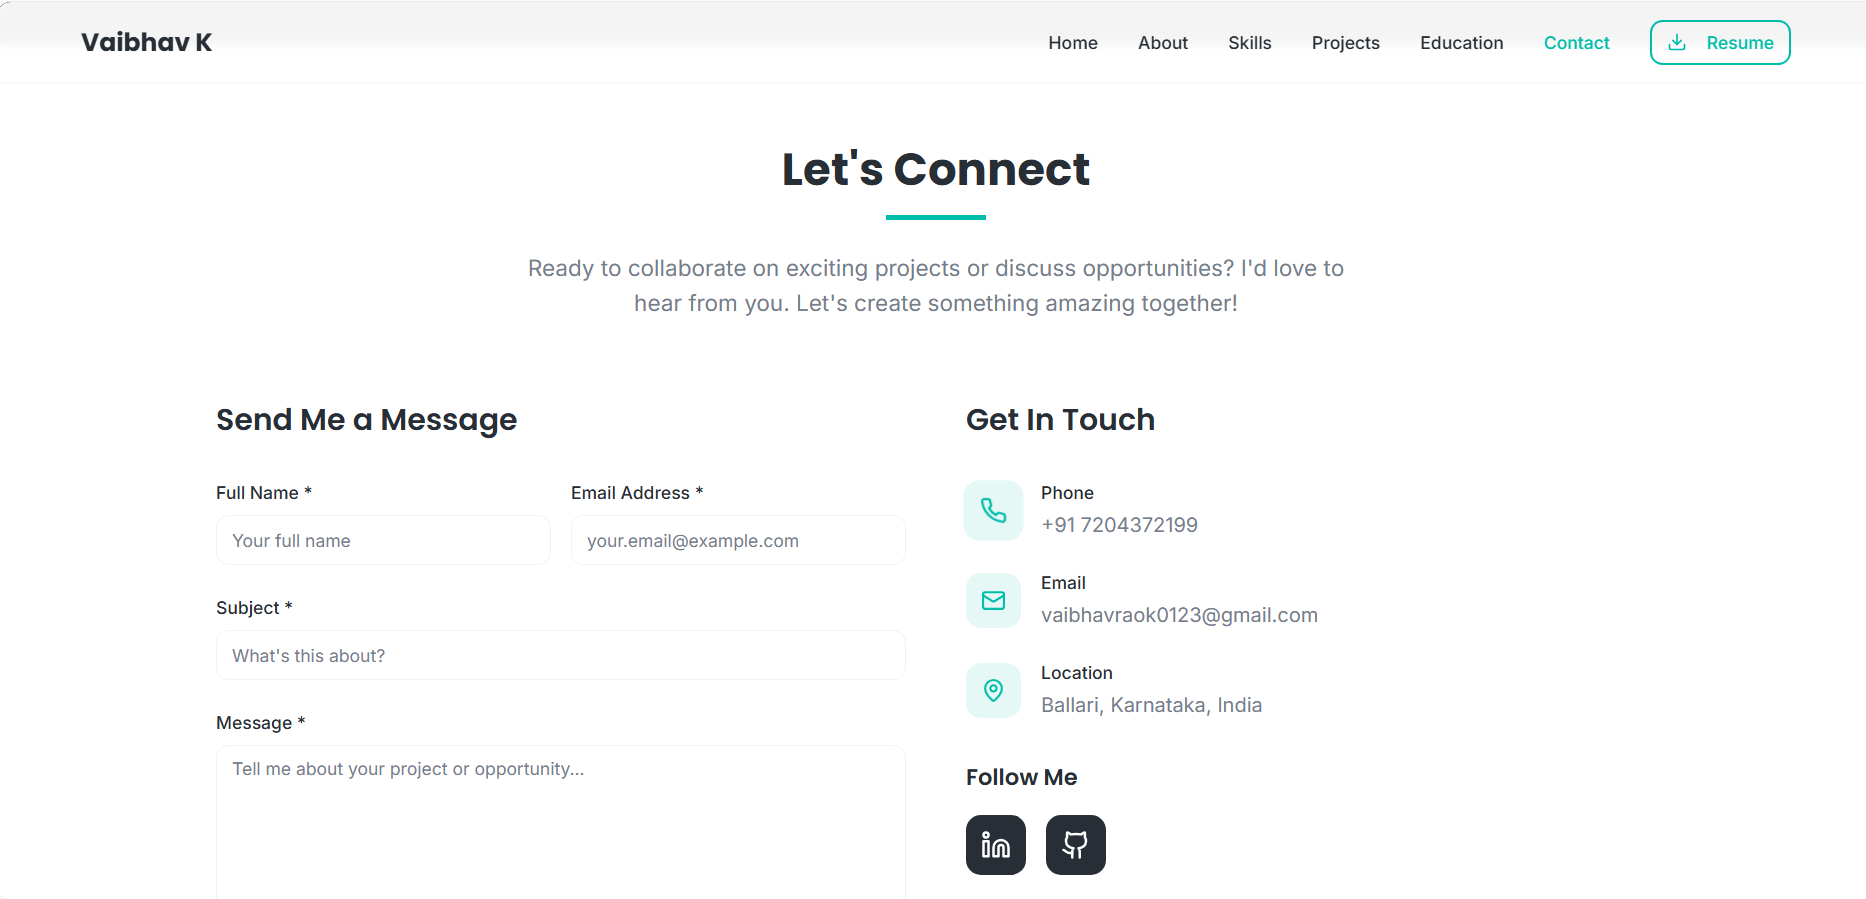 Vaibhav K
Home About Skills Projects Education Contact Resume
Let's Connect
Ready to collaborate on exciting projects or discuss opportunities? I'd love to
hear from you. Let's create something amazing together!
Send Me a Message
Full Name *
Your full name
Email Address *
your.email@example.com
Subject *
What's this about?
Message *
Tell me about your project or opportunity...
Get In Touch
Phone
+91 7204372199
Email
vaibhavraok0123@gmail.com
Location
Ballari, Karnataka, India
Follow Me
in